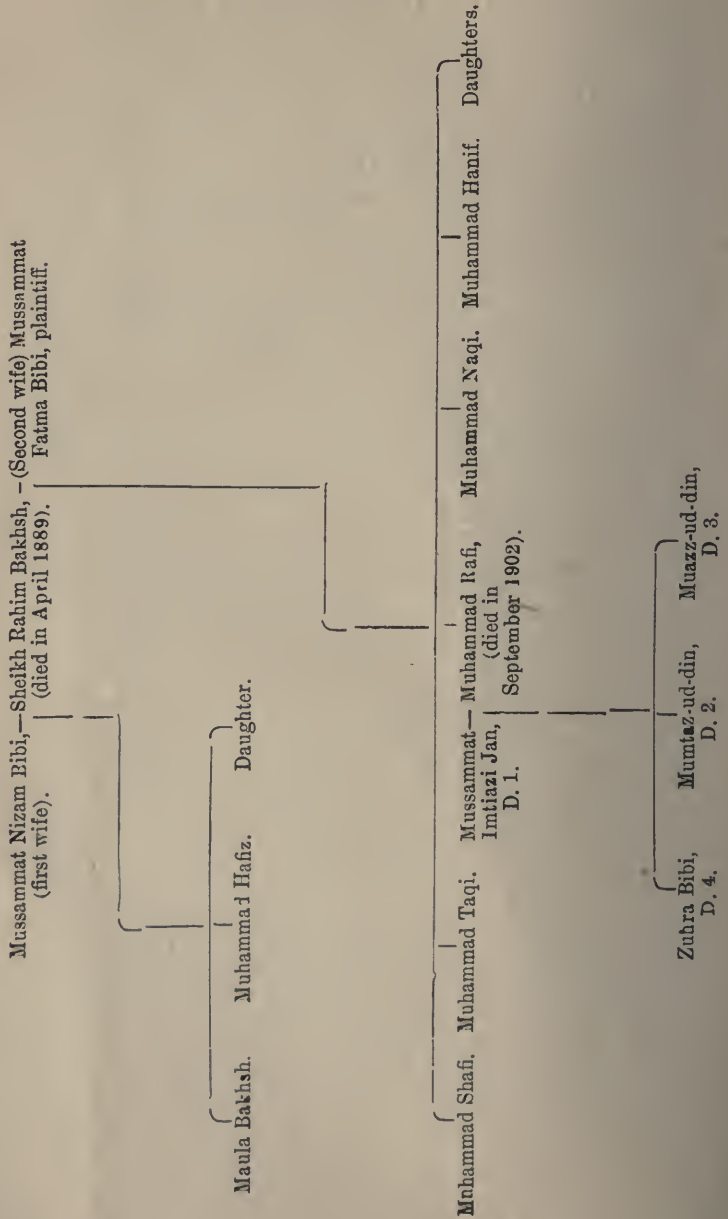 Mussammat Nizam Bibi,—Sheikh Rahim Bakhsh, —(Second wife) Mussammat
(first wife). (died in April 1889). Fatma Bibi, plaintiff.
Maula Bakhsh. Muhammad Hafiz. Daughter.
Muhammad Shafi. Muhammad Taqi. Mussammat— Muhammad Rafi, Muhammad Naqi. Muhammad Hanif. Daughters.
Imtiazi Jan, (died in
D. 1. September 1902).
Zuhra Bibi, Mumtaz-ud-din, Muazz-ud-din,
D. 4. D. 2. D. 3.